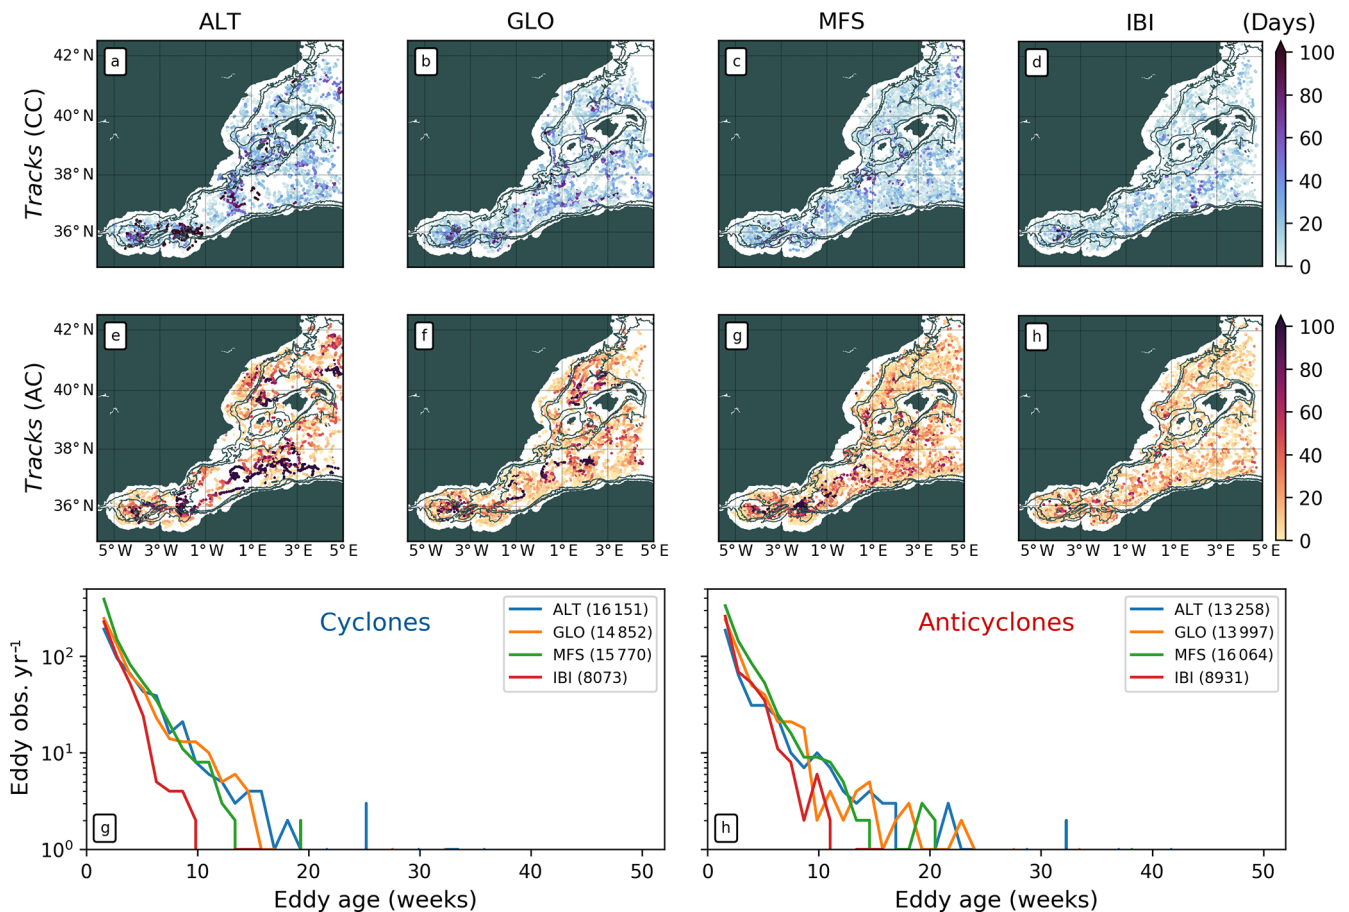 ALT GLO MFS IBI (Days)
42° N a b c d 100
40° N 80
Tracks (CC) 60
38° N 40
36° N 20
0
42° N e f g h 100
40° N 80
Tracks (AC) 60
38° N 40
36° N 20
0
5° W 3° W 1° W 1° E 3° E 5° E 5° W 3° W 1° W 1° E 3° E 5° E 5° W 3° W 1° W 1° E 3° E 5° E 5° W 3° W 1° W 1° E 3° E 5° E
Eddy obs. yr⁻¹
10²
10¹
10⁰
Cyclones
ALT (16 151)
GLO (14 852)
MFS (15 770)
IBI (8073)
g
0 10 20 30 40 50
Eddy age (weeks)
Anticyclones
ALT (13 258)
GLO (13 997)
MFS (16 064)
IBI (8931)
h
0 10 20 30 40 50
Eddy age (weeks)